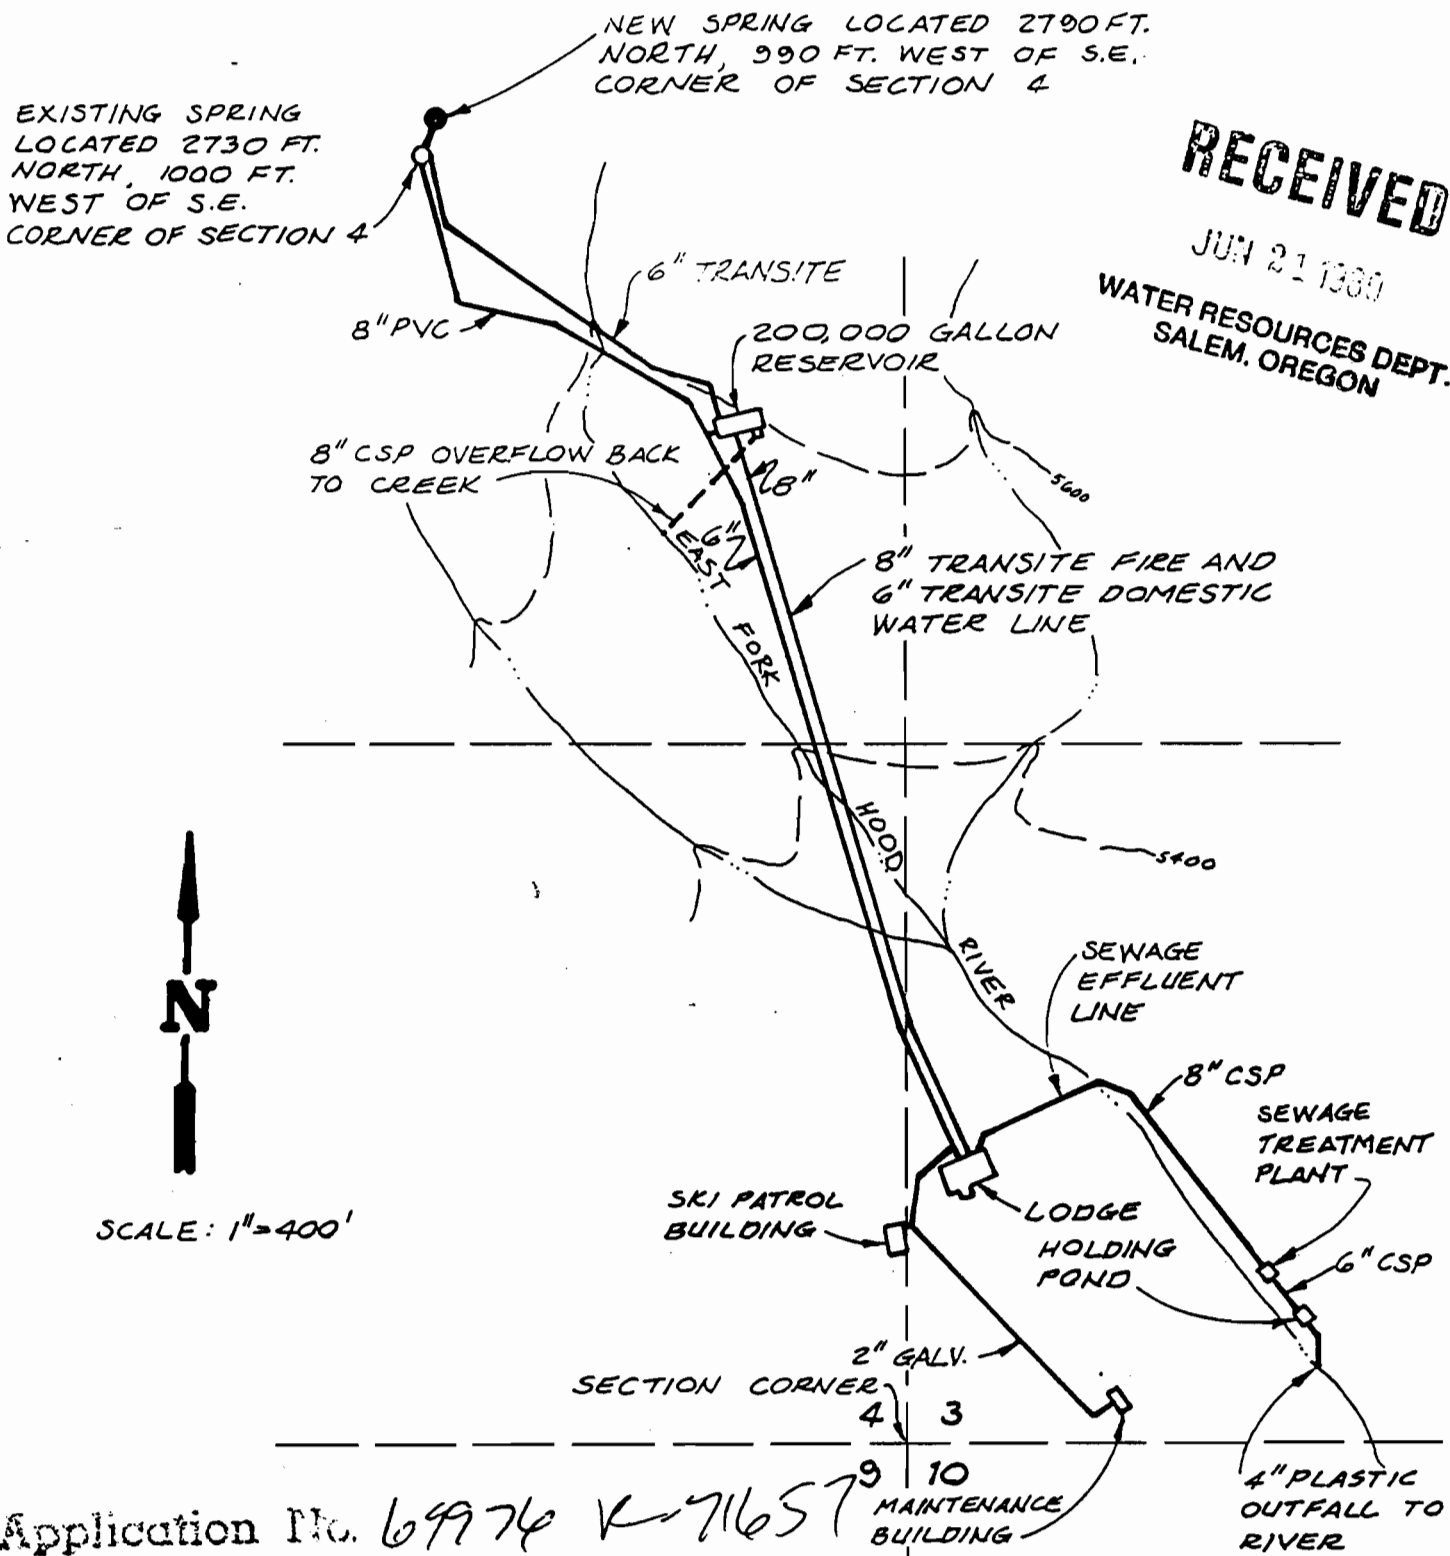 NEW SPRING LOCATED 2790 FT.
NORTH, 990 FT. WEST OF S.E.
CORNER OF SECTION 4
EXISTING SPRING
LOCATED 2730 FT.
NORTH, 1000 FT.
WEST OF S.E.
CORNER OF SECTION 4
RECEIVED
JUN 21 1980
WATER RESOURCES DEPT.
SALEM, OREGON
6" TRANSITE
8" PVC
200,000 GALLON
RESERVOIR
8" CSP OVERFLOW BACK
TO CREEK
8"
5600
6"
EAST
FORK
HOOD
RIVER
8" TRANSITE FIRE AND
6" TRANSITE DOMESTIC
WATER LINE
5400
N
SCALE: 1"=400'
SEWAGE
EFFLUENT
LINE
8" CSP
SEWAGE
TREATMENT
PLANT
SKI PATROL
BUILDING
LODGE
HOLDING
POND
6" CSP
2" GALV.
SECTION CORNER
4 3
9 10
MAINTENANCE
BUILDING
4" PLASTIC
OUTFALL TO
RIVER
Application No.